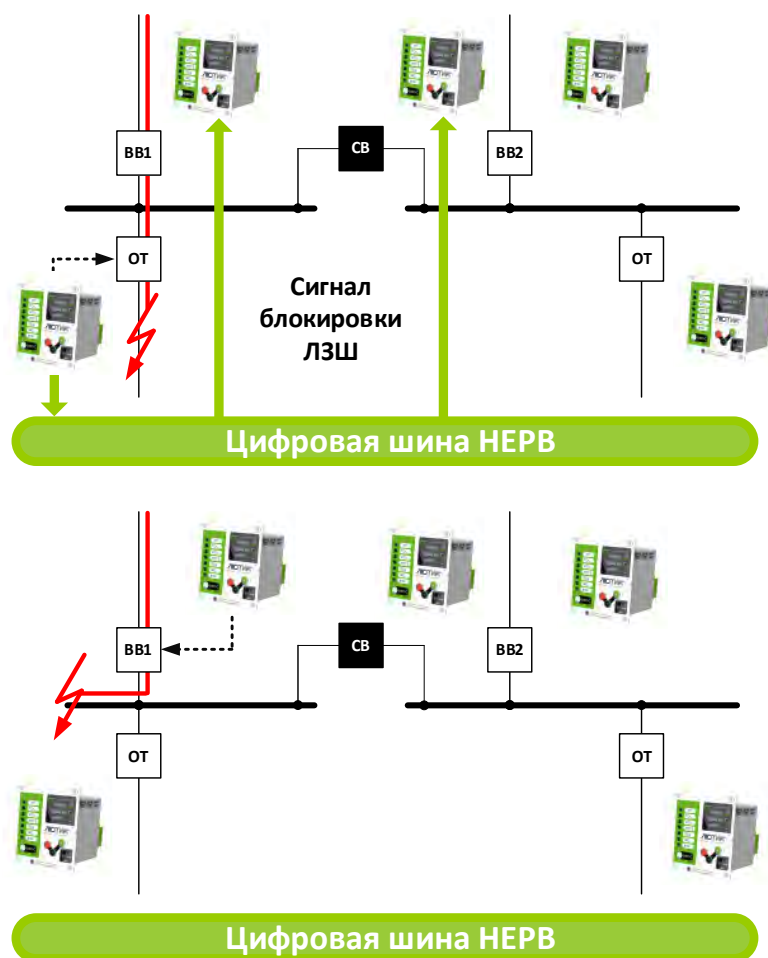 СВ
ВВ1
ВВ2
ОТ
ОТ
Сигнал
блокировки
ЛЗШ
Цифровая шина НЕРВ
СВ
ВВ1
ВВ2
ОТ
ОТ
Цифровая шина НЕРВ